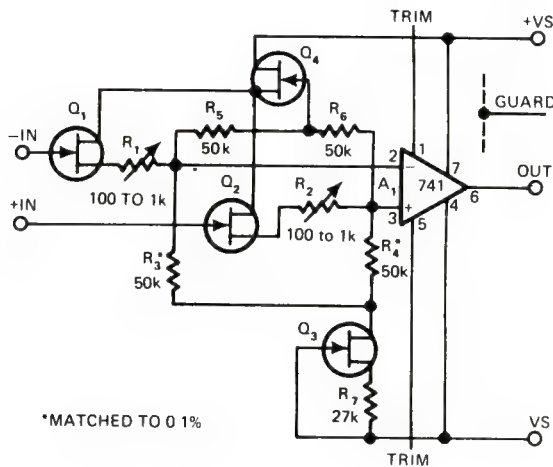 TRIM
+VS
Q4
GUARD
Q1
R5
R6
50k
50k
1
-IN
R1
2
-
7
741
OUT
100 TO 1k
Q2
R2
A1
6
+IN
3
+
4
5
100 to 1k
R3*
50k
R4*
50k
Q3
R7
27k
*MATCHED TO 0 1%
VS
TRIM